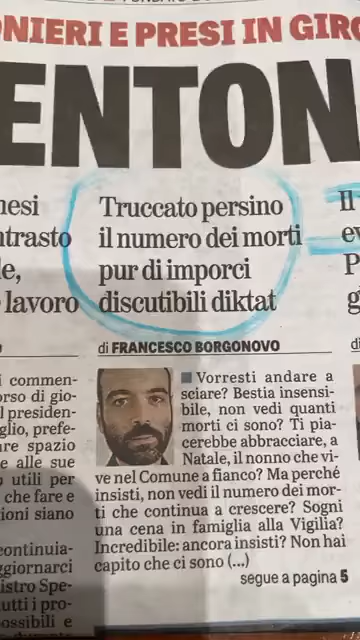 NIERI E PRESI IN GIRO
ENTON
nesi
ntrasto
le,
lavoro
Truccato persino
il numero dei morti
pur di imporci
discutibili diktat
Il
ev
P
g
di FRANCESCO BORGONOVO
di
Vorresti andare a
sciare? Bestia insensi-
bile, non vedi quanti
morti ci sono? Ti pia-
cerebbe abbracciare, a
Natale, il nonno che vi-
ve nel Comune a fianco? Ma perché
insisti, non vedi il numero dei mor-
ti che continua a crescere? Sogni
una cena in famiglia alla Vigilia?
Incredibile: ancora insisti? Non hai
capito che ci sono (...)
segue a pagina 5
i commen-
orso di gio-
l presiden-
glio, prefe-
are spazio
e alle sue
o utili per
che fare e
ioni siano
continua-
ggiornarci
istro Spe-
utti i pro-
ossibili e